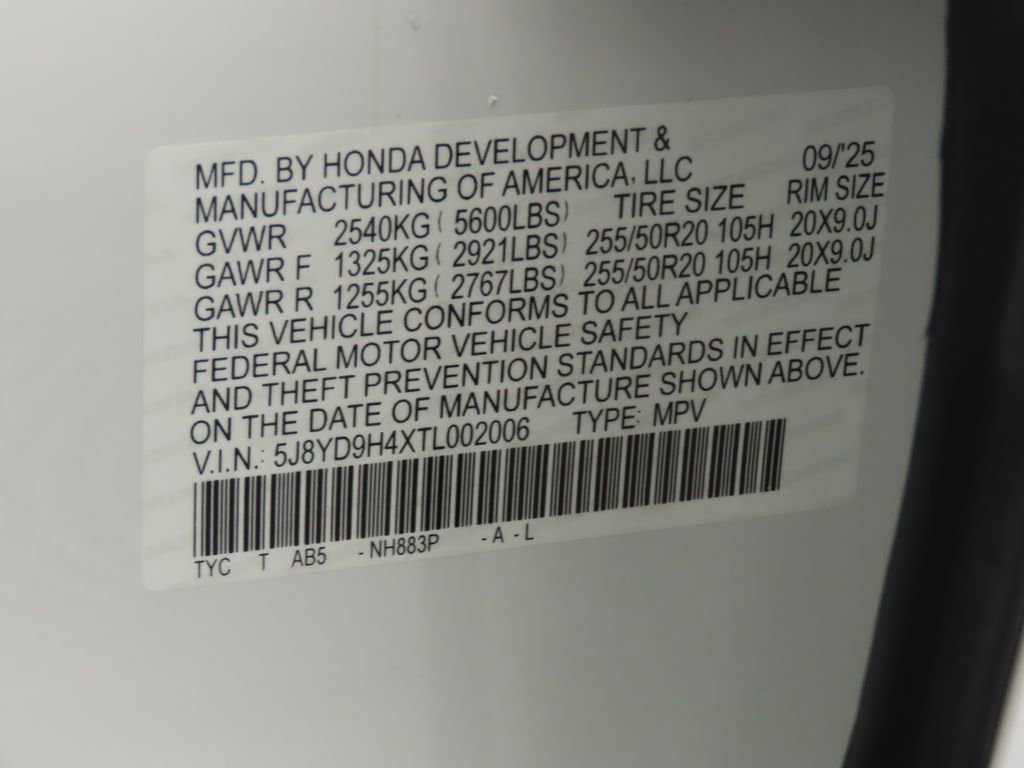 MFD. BY HONDA DEVELOPMENT &
MANUFACTURING OF AMERICA, LLC 09/'25
GVWR 2540KG ( 5600LBS) TIRE SIZE RIM SIZE
GAWR F 1325KG ( 2921LBS) 255/50R20 105H 20X9.0J
GAWR R 1255KG ( 2767LBS) 255/50R20 105H 20X9.0J
THIS VEHICLE CONFORMS TO ALL APPLICABLE
FEDERAL MOTOR VEHICLE SAFETY
AND THEFT PREVENTION STANDARDS IN EFFECT
ON THE DATE OF MANUFACTURE SHOWN ABOVE.
V.I.N.: 5J8YD9H4XTL002006 TYPE: MPV
TYC T AB5 -NH883P -A -L